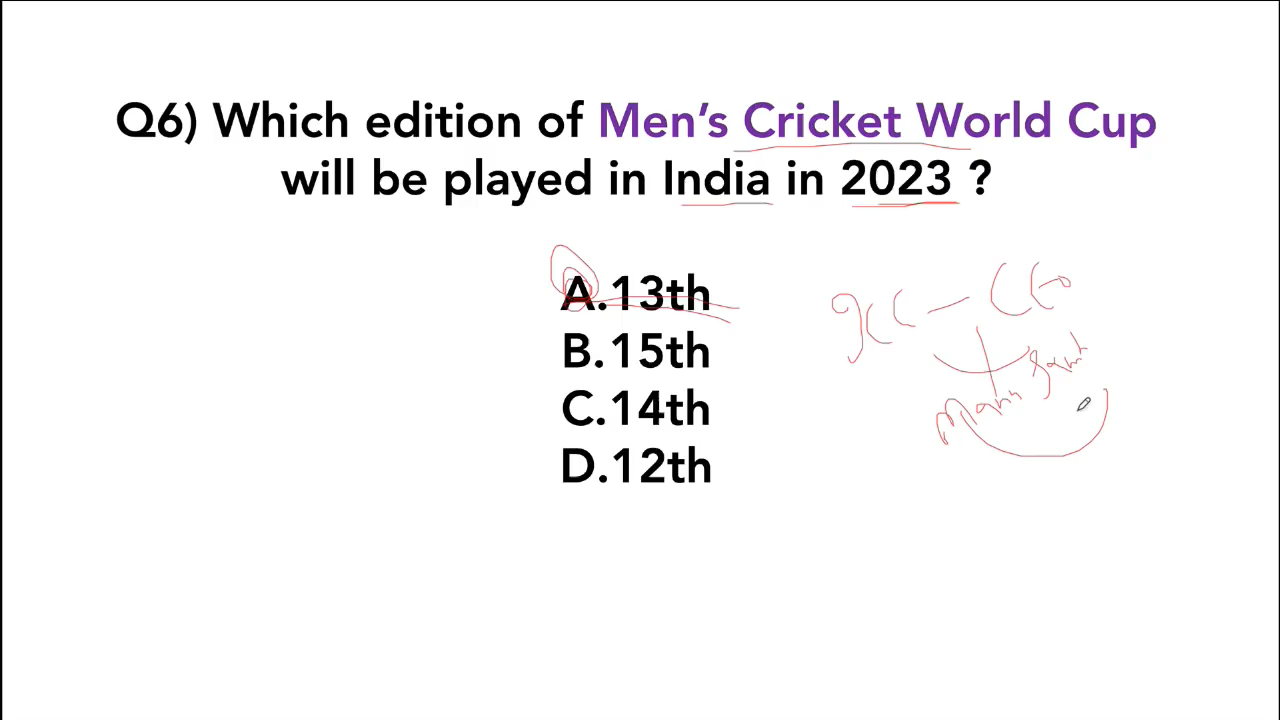 Q6) Which edition of Men's Cricket World Cup
will be played in India in 2023 ?
A.13th
B.15th
C.14th
D.12th